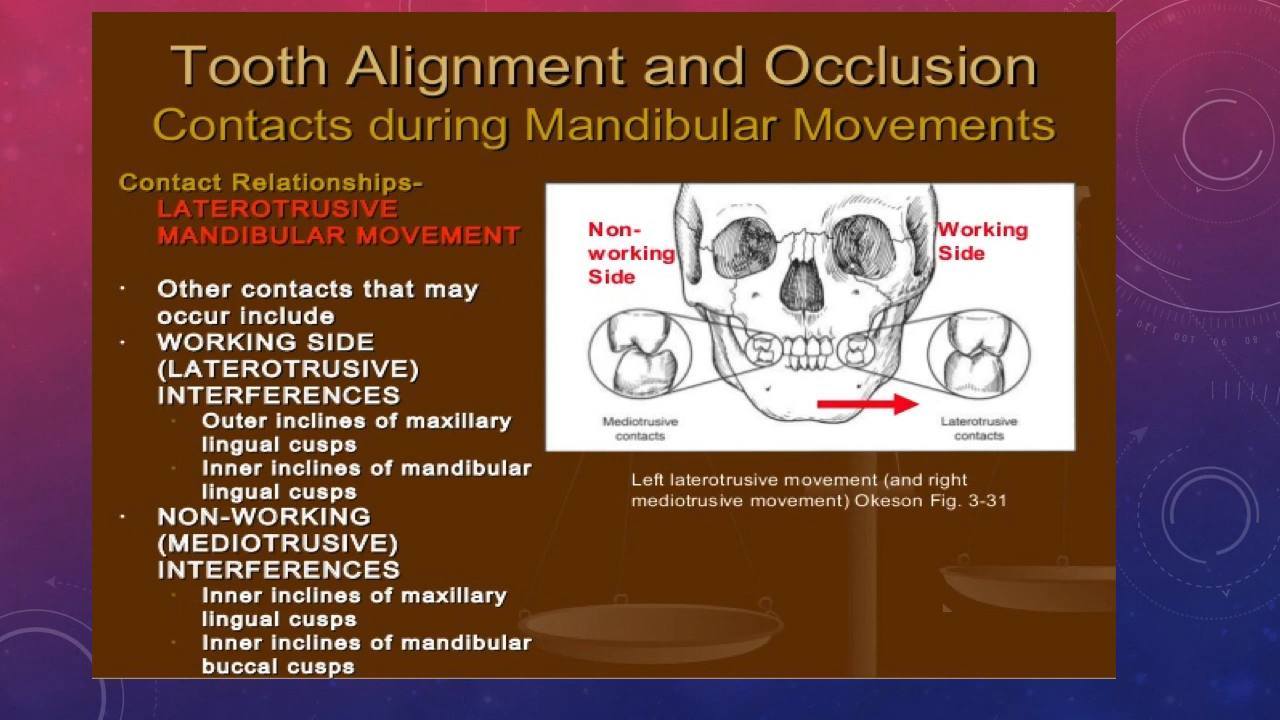 Tooth Alignment and Occlusion
Contacts during Mandibular Movements
Contact Relationships-
LATEROTRUSIVE
MANDIBULAR MOVEMENT
· Other contacts that may
occur include
· WORKING SIDE
(LATEROTRUSIVE)
INTERFERENCES
· Outer inclines of maxillary
lingual cusps
· Inner inclines of mandibular
lingual cusps
· NON-WORKING
(MEDIOTRUSIVE)
INTERFERENCES
· Inner inclines of maxillary
lingual cusps
· Inner inclines of mandibular
buccal cusps
Non-
working
Side
Working
Side
Mediotrusive
contacts
Laterotrusive
contacts
Left laterotrusive movement (and right
mediotrusive movement) Okeson Fig. 3-31